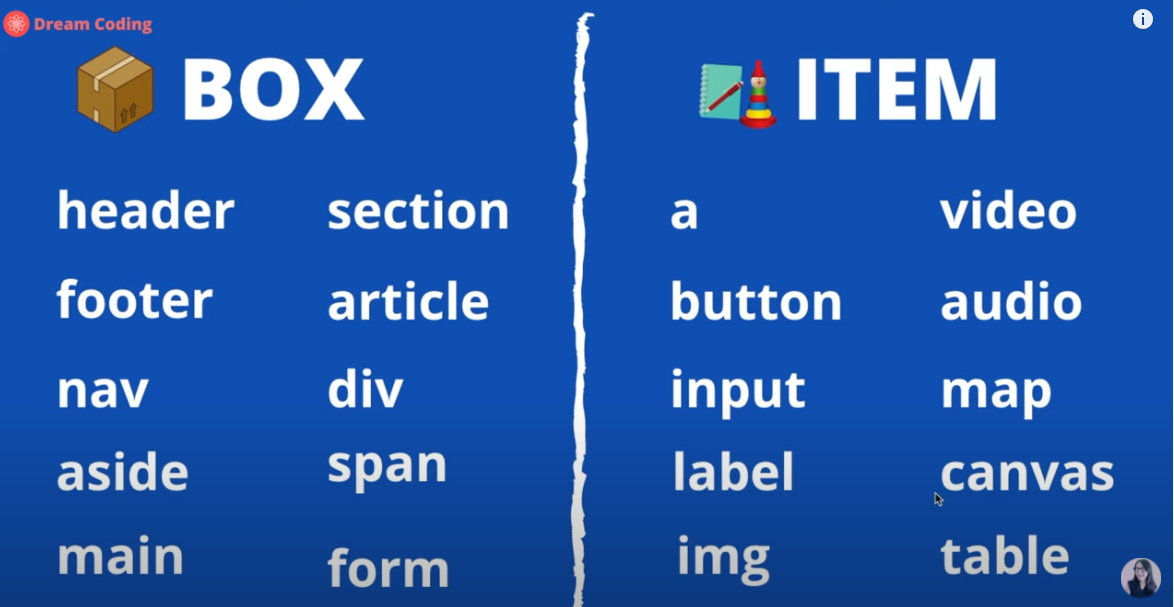 Dream Coding
BOX
header
footer
nav
aside
main
section
article
div
span
form
ITEM
a
button
input
label
img
video
audio
map
canvas
table